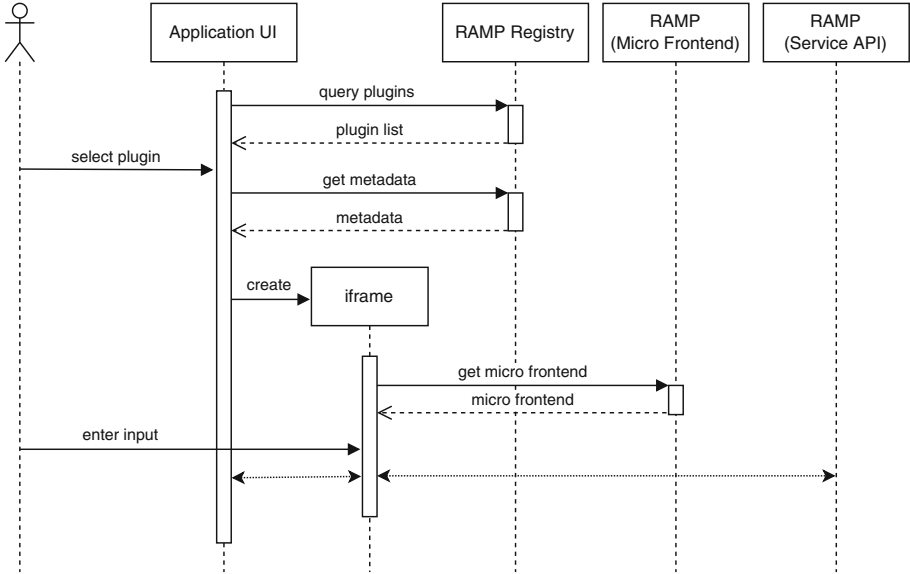 Application UI
RAMP Registry
RAMP
(Micro Frontend)
RAMP
(Service API)
query plugins
plugin list
select plugin
get metadata
metadata
create
iframe
get micro frontend
micro frontend
enter input